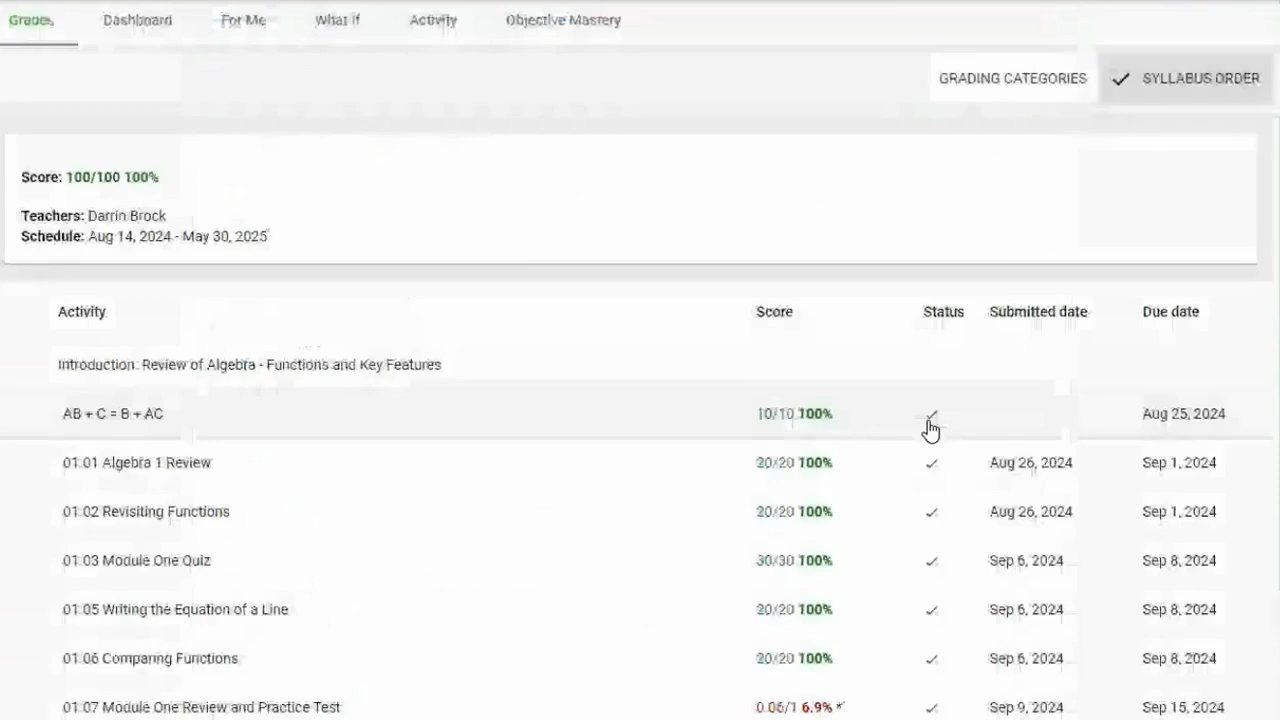 Grades Dashboard For Me What If Activity Objective Mastery
GRADING CATEGORIES SYLLABUS ORDER
Score: 100/100 100%
Teachers: Darrin Brock
Schedule: Aug 14, 2024 - May 30, 2025
Activity Score Status Submitted date Due date
Introduction: Review of Algebra - Functions and Key Features
AB + C = B + AC 10/10 100% Aug 25, 2024
01.01 Algebra 1 Review 20/20 100% Aug 26, 2024 Sep 1, 2024
01.02 Revisiting Functions 20/20 100% Aug 26, 2024 Sep 1, 2024
01.03 Module One Quiz 30/30 100% Sep 6, 2024 Sep 8, 2024
01.05 Writing the Equation of a Line 20/20 100% Sep 6, 2024 Sep 8, 2024
01.06 Comparing Functions 20/20 100% Sep 6, 2024 Sep 8, 2024
01.07 Module One Review and Practice Test 0.06/1 6.9% * Sep 9, 2024 Sep 15, 2024